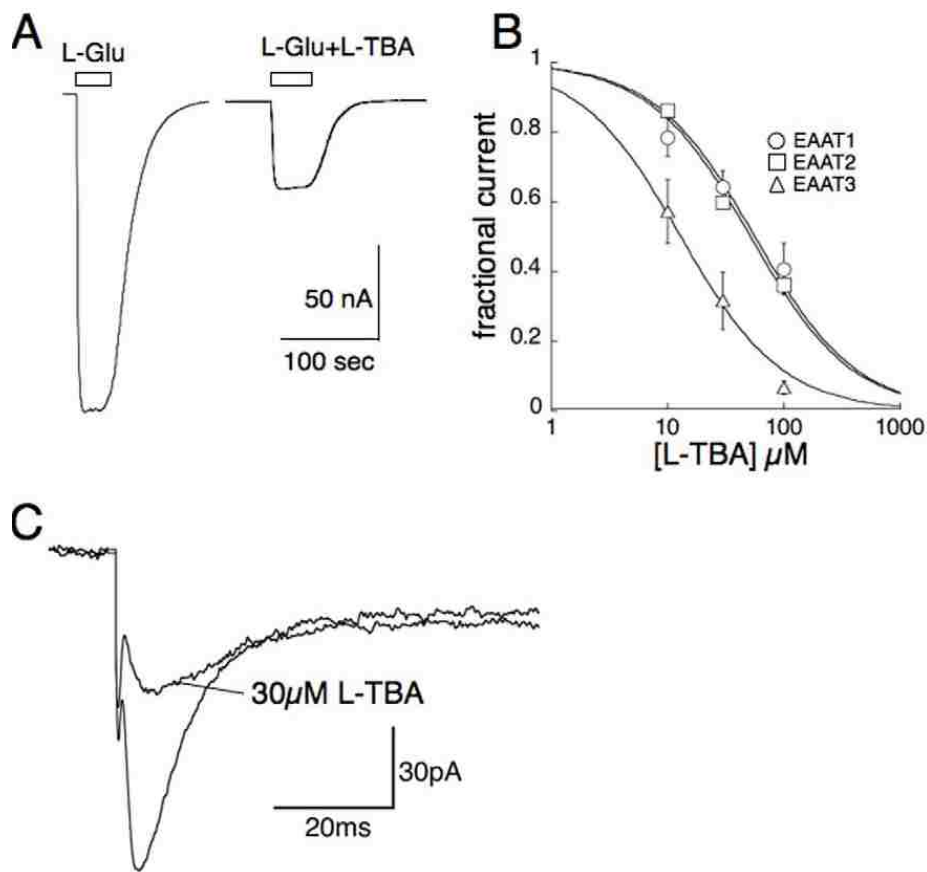 A
L-Glu
L-Glu+L-TBA
50 nA
100 sec
B
1
0.8
0.6
0.4
0.2
0
fractional current
EAAT1
EAAT2
EAAT3
1 10 100 1000
[L-TBA] µM
C
30µM L-TBA
30pA
20ms